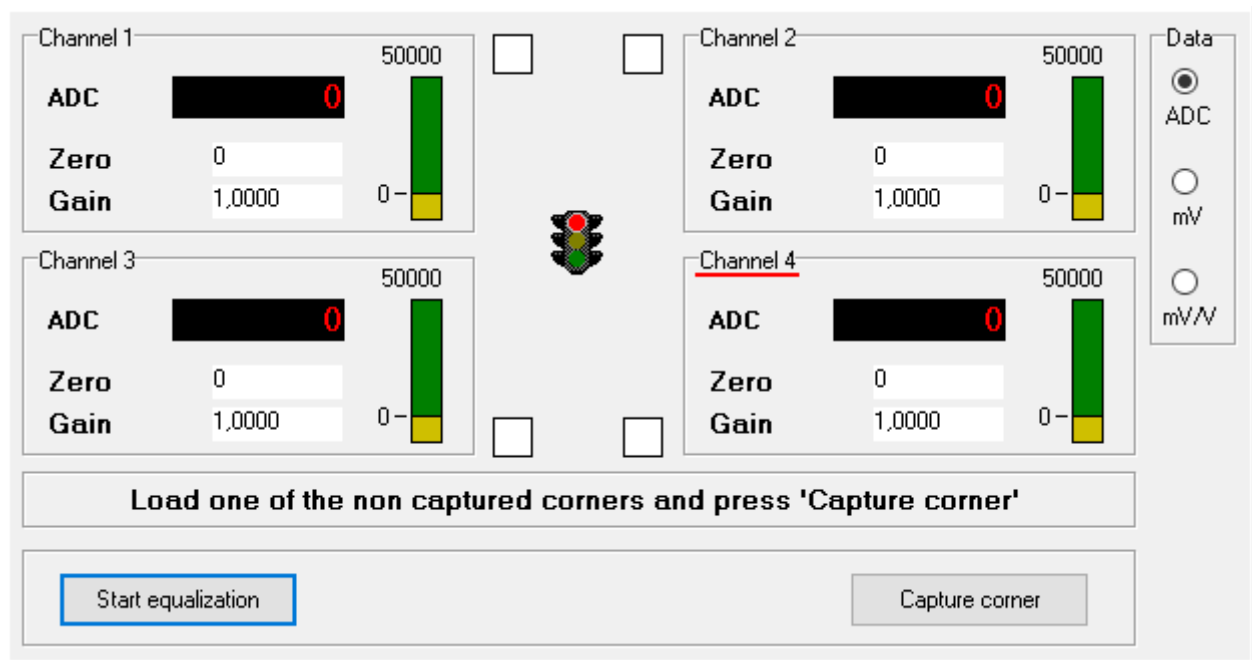 Channel 1
50000
ADC 0
Zero 0
Gain 1,0000
0
Channel 2
50000
ADC 0
Zero 0
Gain 1,0000
0
Data
ADC
mV
mV/V
Channel 3
50000
ADC 0
Zero 0
Gain 1,0000
0
Channel 4
50000
ADC 0
Zero 0
Gain 1,0000
0
Load one of the non captured corners and press 'Capture corner'
Start equalization
Capture corner